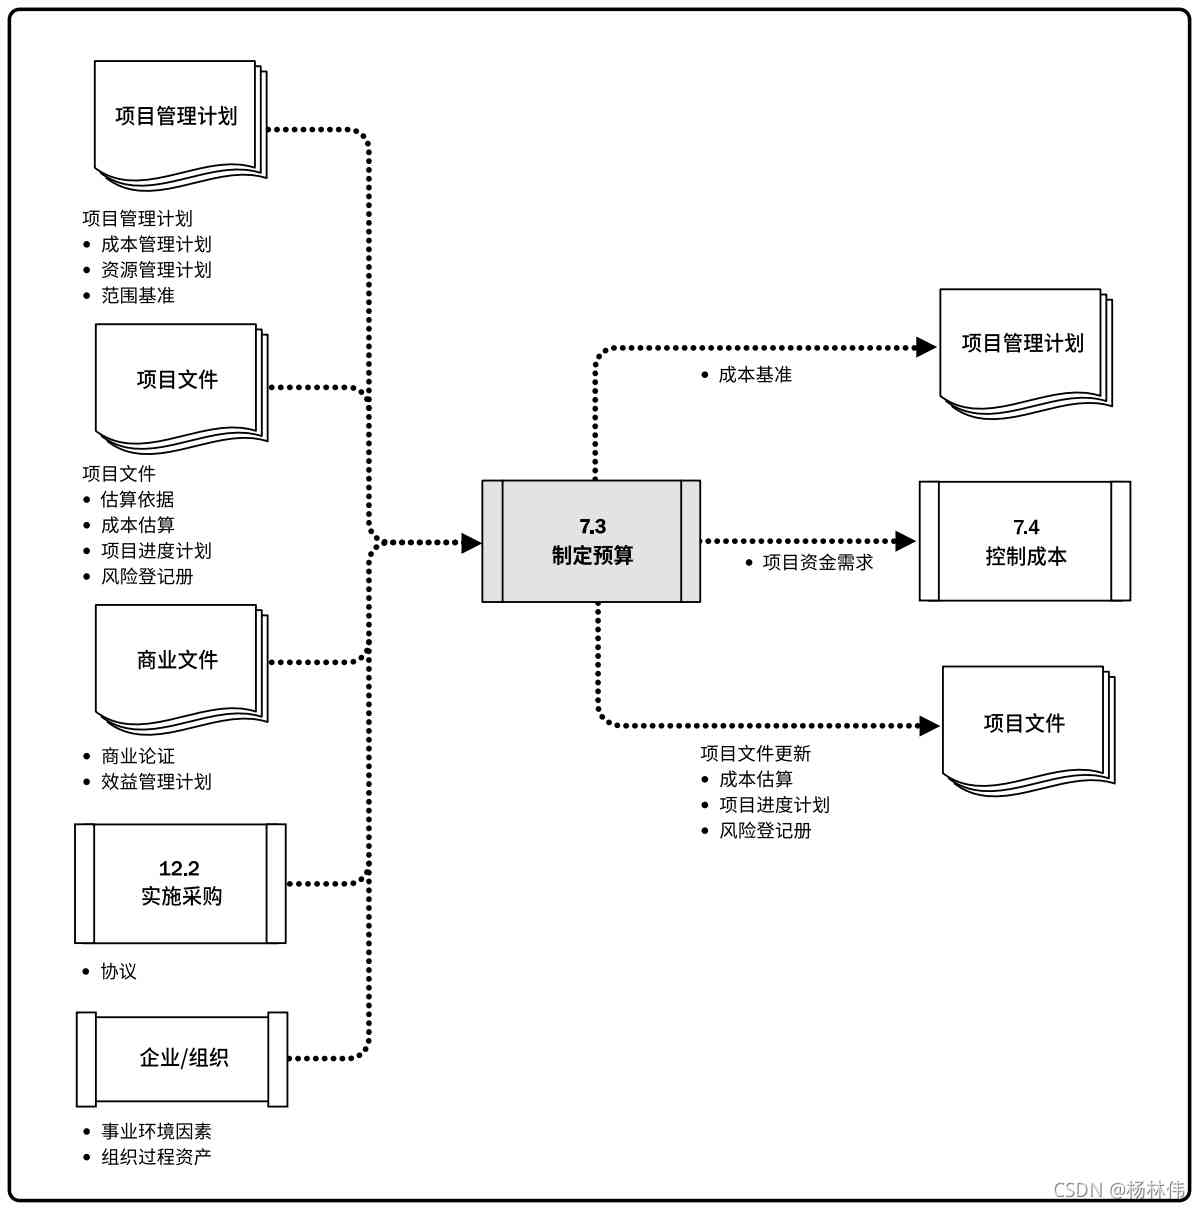 项目管理计划
项目管理计划
• 成本管理计划
• 资源管理计划
• 范围基准
项目文件
项目文件
• 估算依据
• 成本估算
• 项目进度计划
• 风险登记册
商业文件
• 商业论证
• 效益管理计划
12.2
实施采购
• 协议
企业/组织
• 事业环境因素
• 组织过程资产
7.3
制定预算
项目管理计划
• 成本基准
7.4
控制成本
• 项目资金需求
项目文件
项目文件更新
• 成本估算
• 项目进度计划
• 风险登记册
CSDN @杨林伟